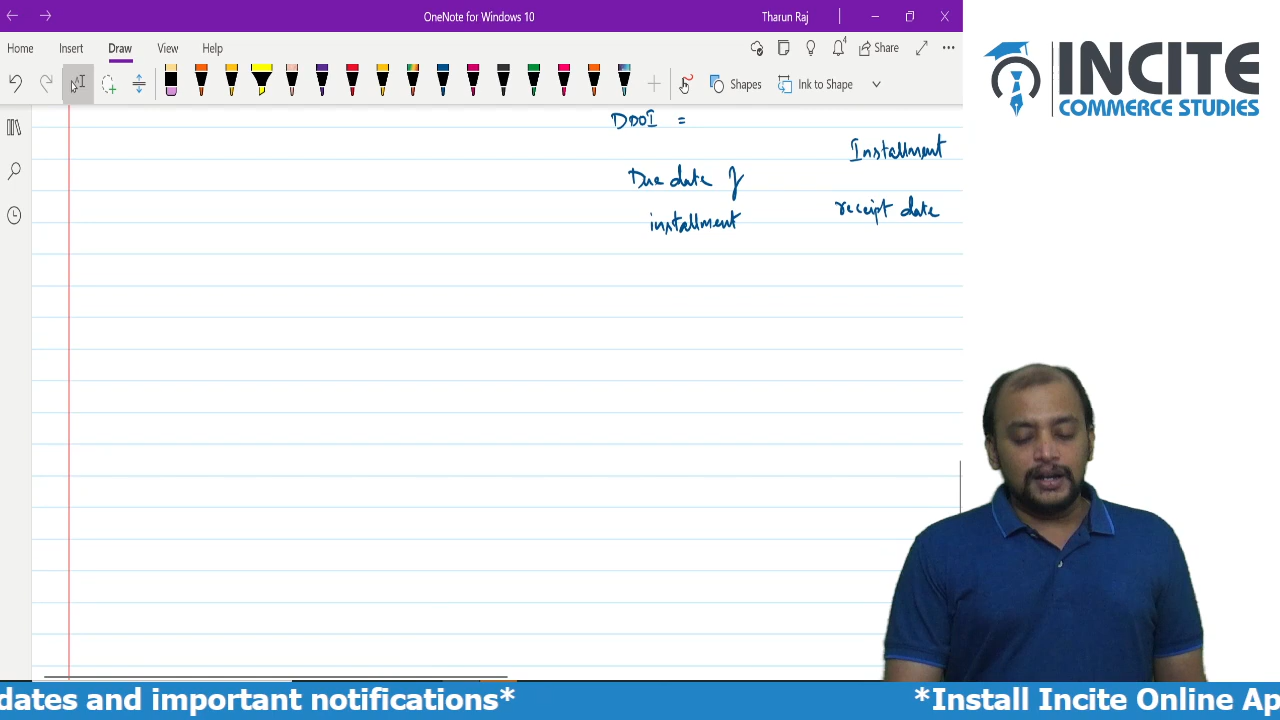 OneNote for Windows 10
Tharun Raj
Home Insert Draw View Help
4
Share
Shapes
Ink to Shape
INCITE
COMMERCE STUDIES
DDOI =
Installment
Due date of
installment
receipt date
dates and important notifications*
*Install Incite Online Ap